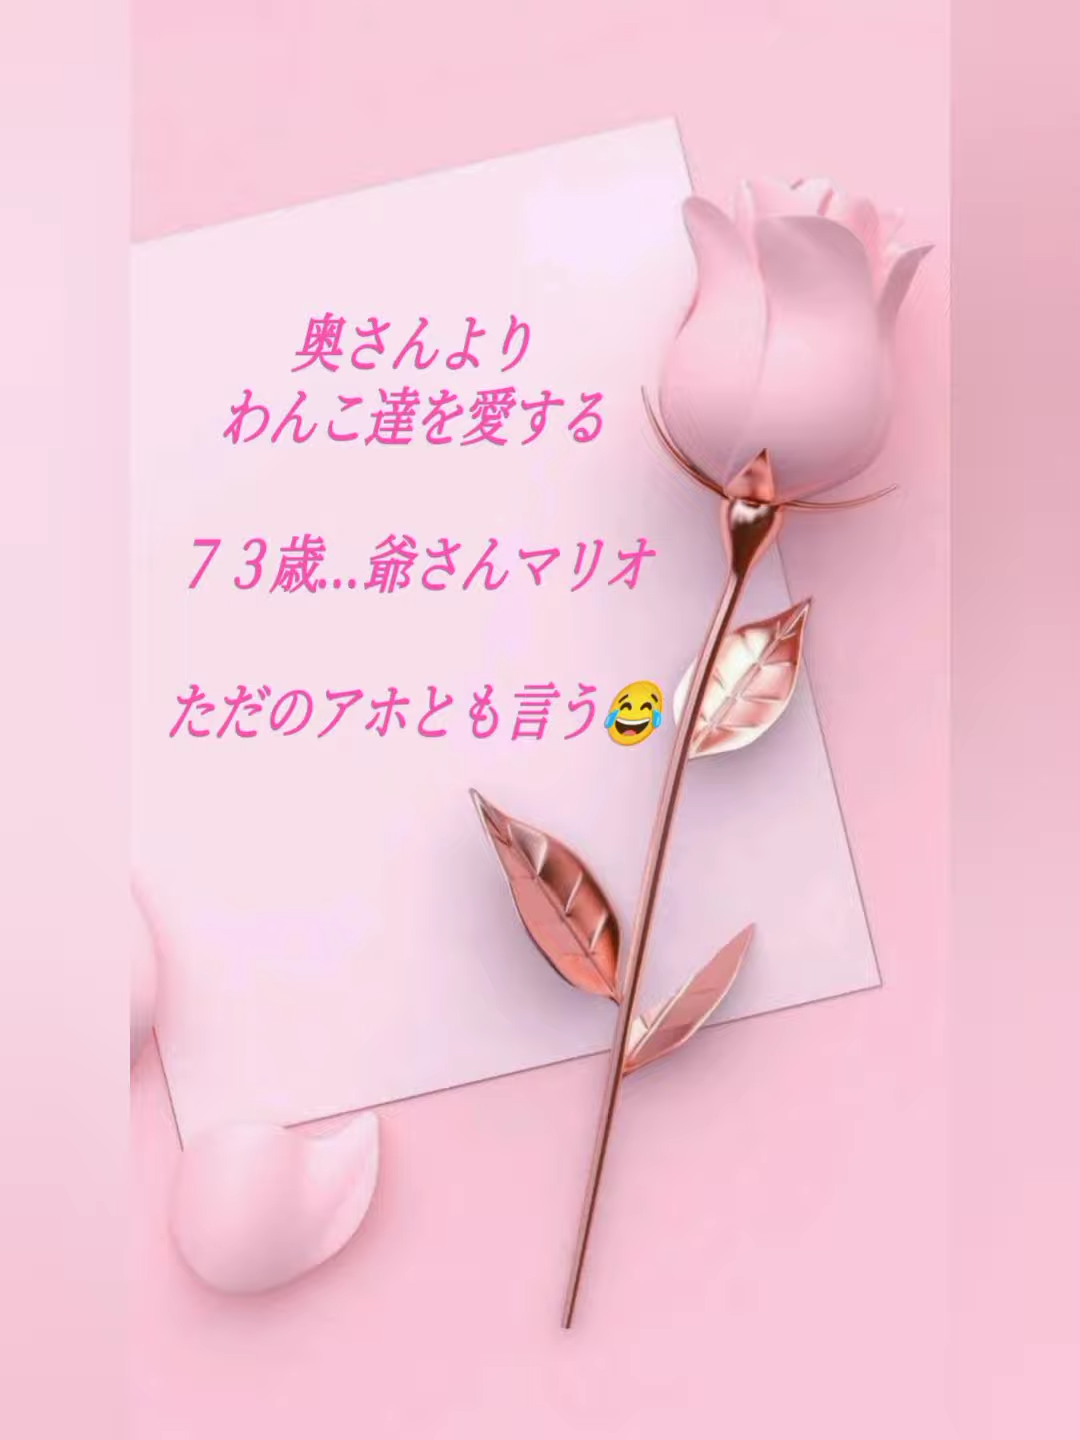 奥さんより
わんこ達を愛する
７３歳...爺さんマリオ
ただのアホとも言う😂